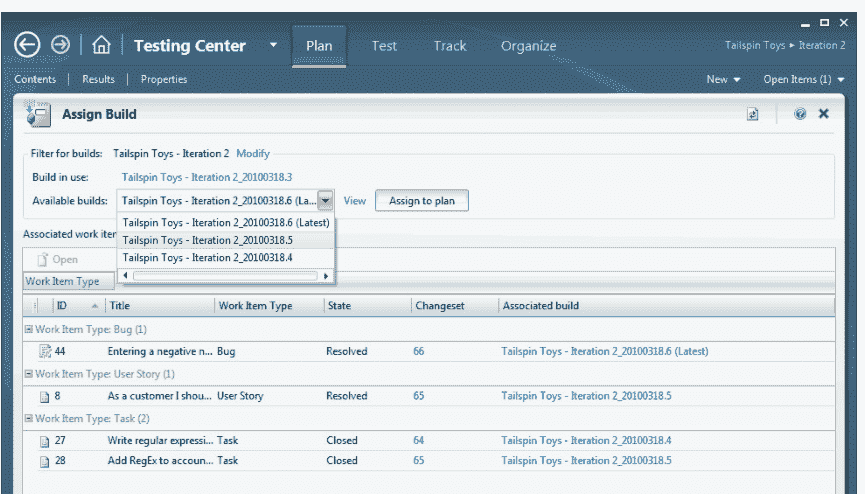 Testing Center Plan Test Track Organize Tailspin Toys ▸ Iteration 2
Contents | Results | Properties New Open Items (1)
Assign Build
Filter for builds: Tailspin Toys - Iteration 2 Modify
Build in use: Tailspin Toys - Iteration 2_20100318.3
Available builds: Tailspin Toys - Iteration 2_20100318.6 (La... View Assign to plan
Tailspin Toys - Iteration 2_20100318.6 (Latest)
Associated work iter
Tailspin Toys - Iteration 2_20100318.5
Open Tailspin Toys - Iteration 2_20100318.4
Work Item Type
ID Title Work Item Type State Changeset Associated build
Work Item Type: Bug (1)
44 Entering a negative n... Bug Resolved 66 Tailspin Toys - Iteration 2_20100318.6 (Latest)
Work Item Type: User Story (1)
8 As a customer I shou... User Story Resolved 65 Tailspin Toys - Iteration 2_20100318.5
Work Item Type: Task (2)
27 Write regular expressi... Task Closed 64 Tailspin Toys - Iteration 2_20100318.4
28 Add RegEx to accoun... Task Closed 65 Tailspin Toys - Iteration 2_20100318.5